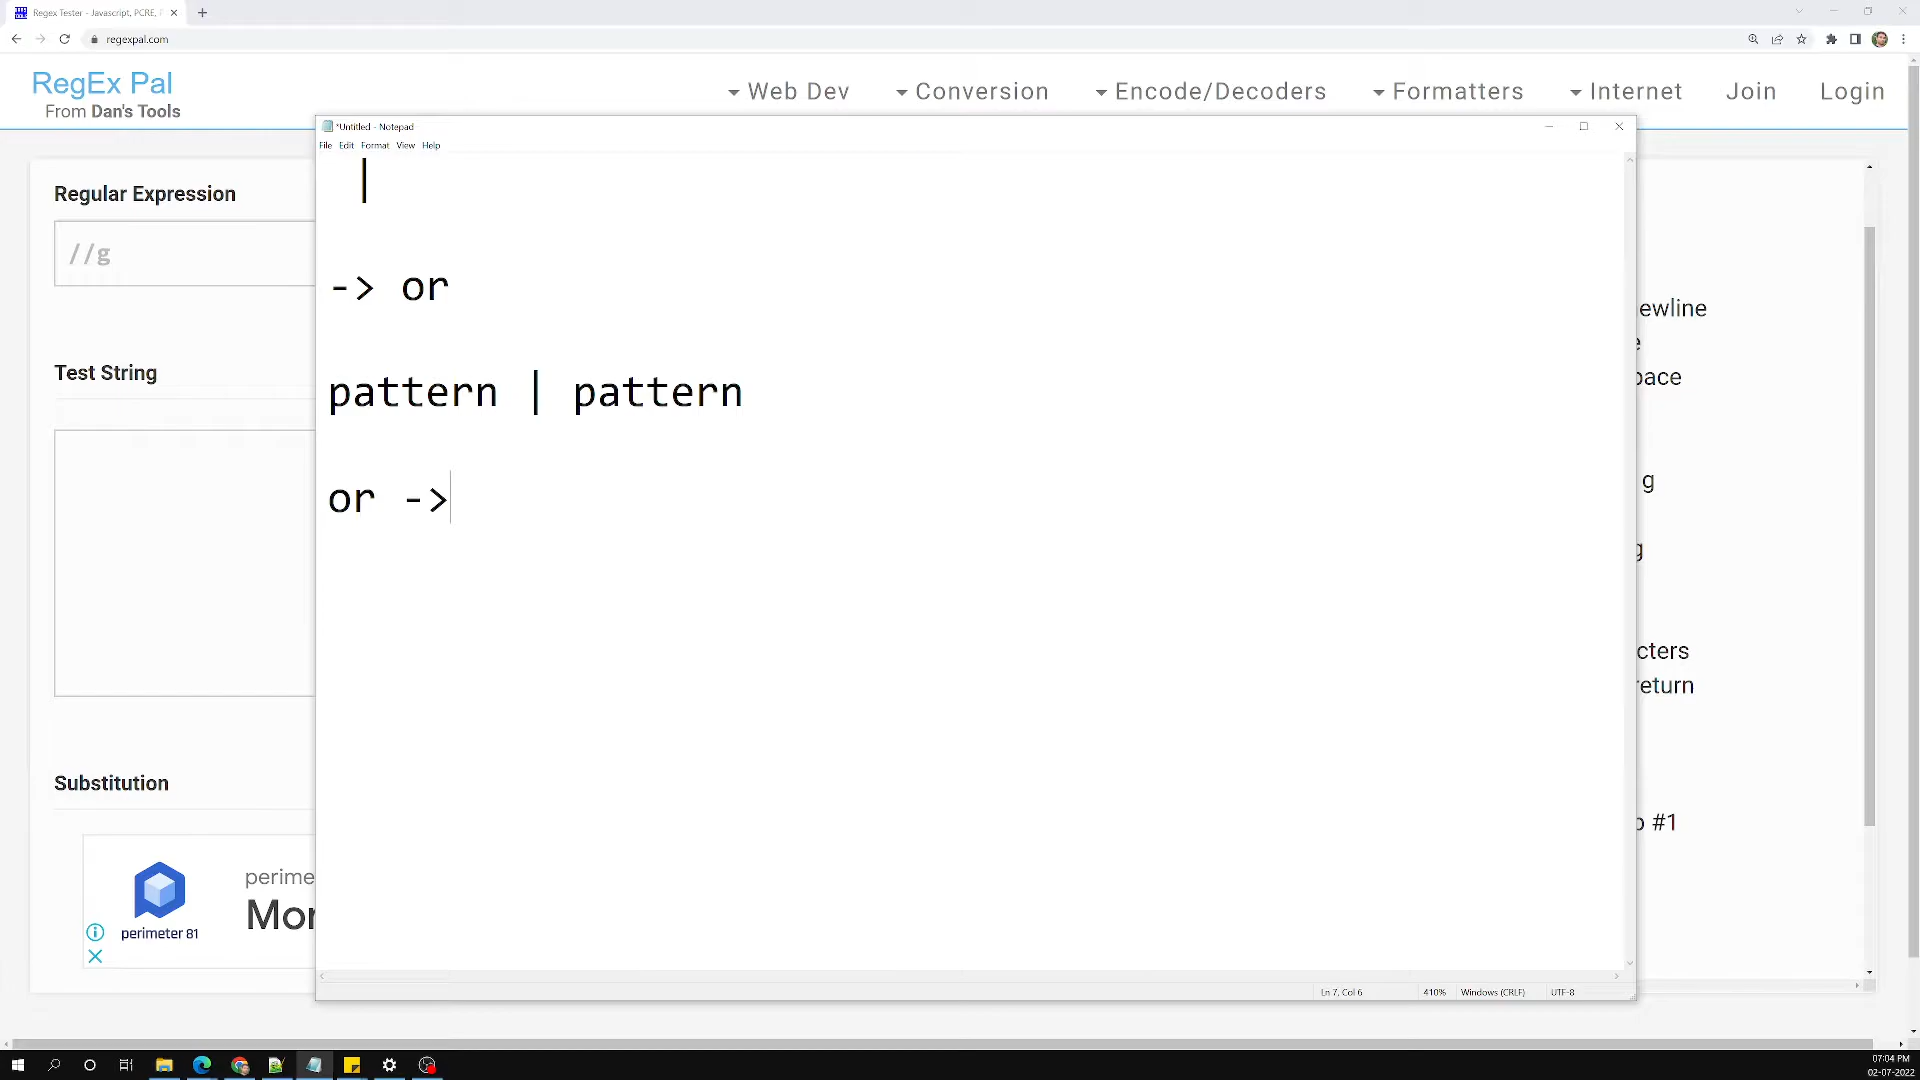 Regex Tester - Javascript, PCRE,
regexpal.com
RegEx Pal
From Dan's Tools
Web Dev
Conversion
Encode/Decoders
Formatters
Internet
Join
Login
*Untitled - Notepad
File Edit Format View Help
|
-> or
pattern | pattern
or ->
Regular Expression
//g
Test String
Substitution
perimeter 81
perime
Mor
ewline
e
pace
g
g
cters
return
p #1
Ln 7, Col 6
410%
Windows (CRLF)
UTF-8
07:04 PM
02-07-2022